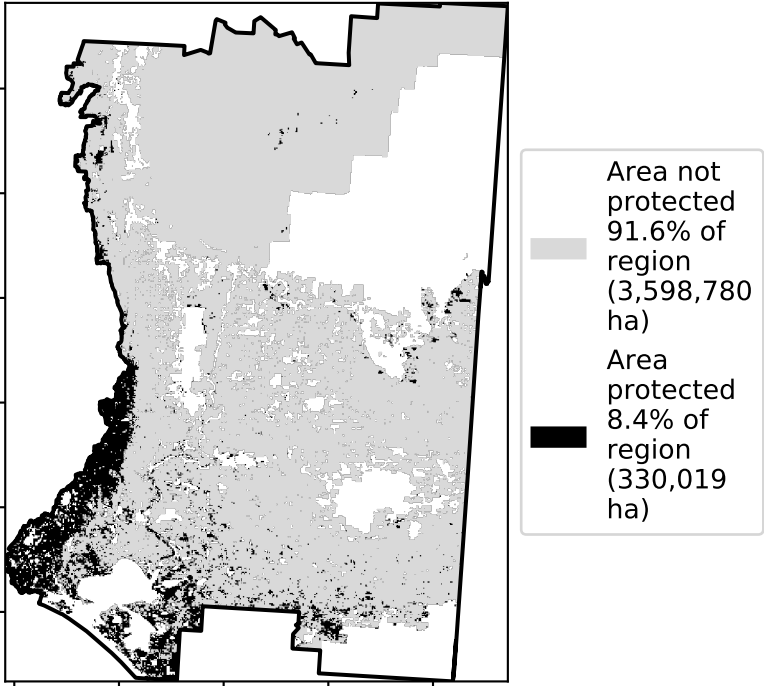 Area not
protected
91.6% of
region
(3,598,780
ha)
Area
protected
8.4% of
region
(330,019
ha)